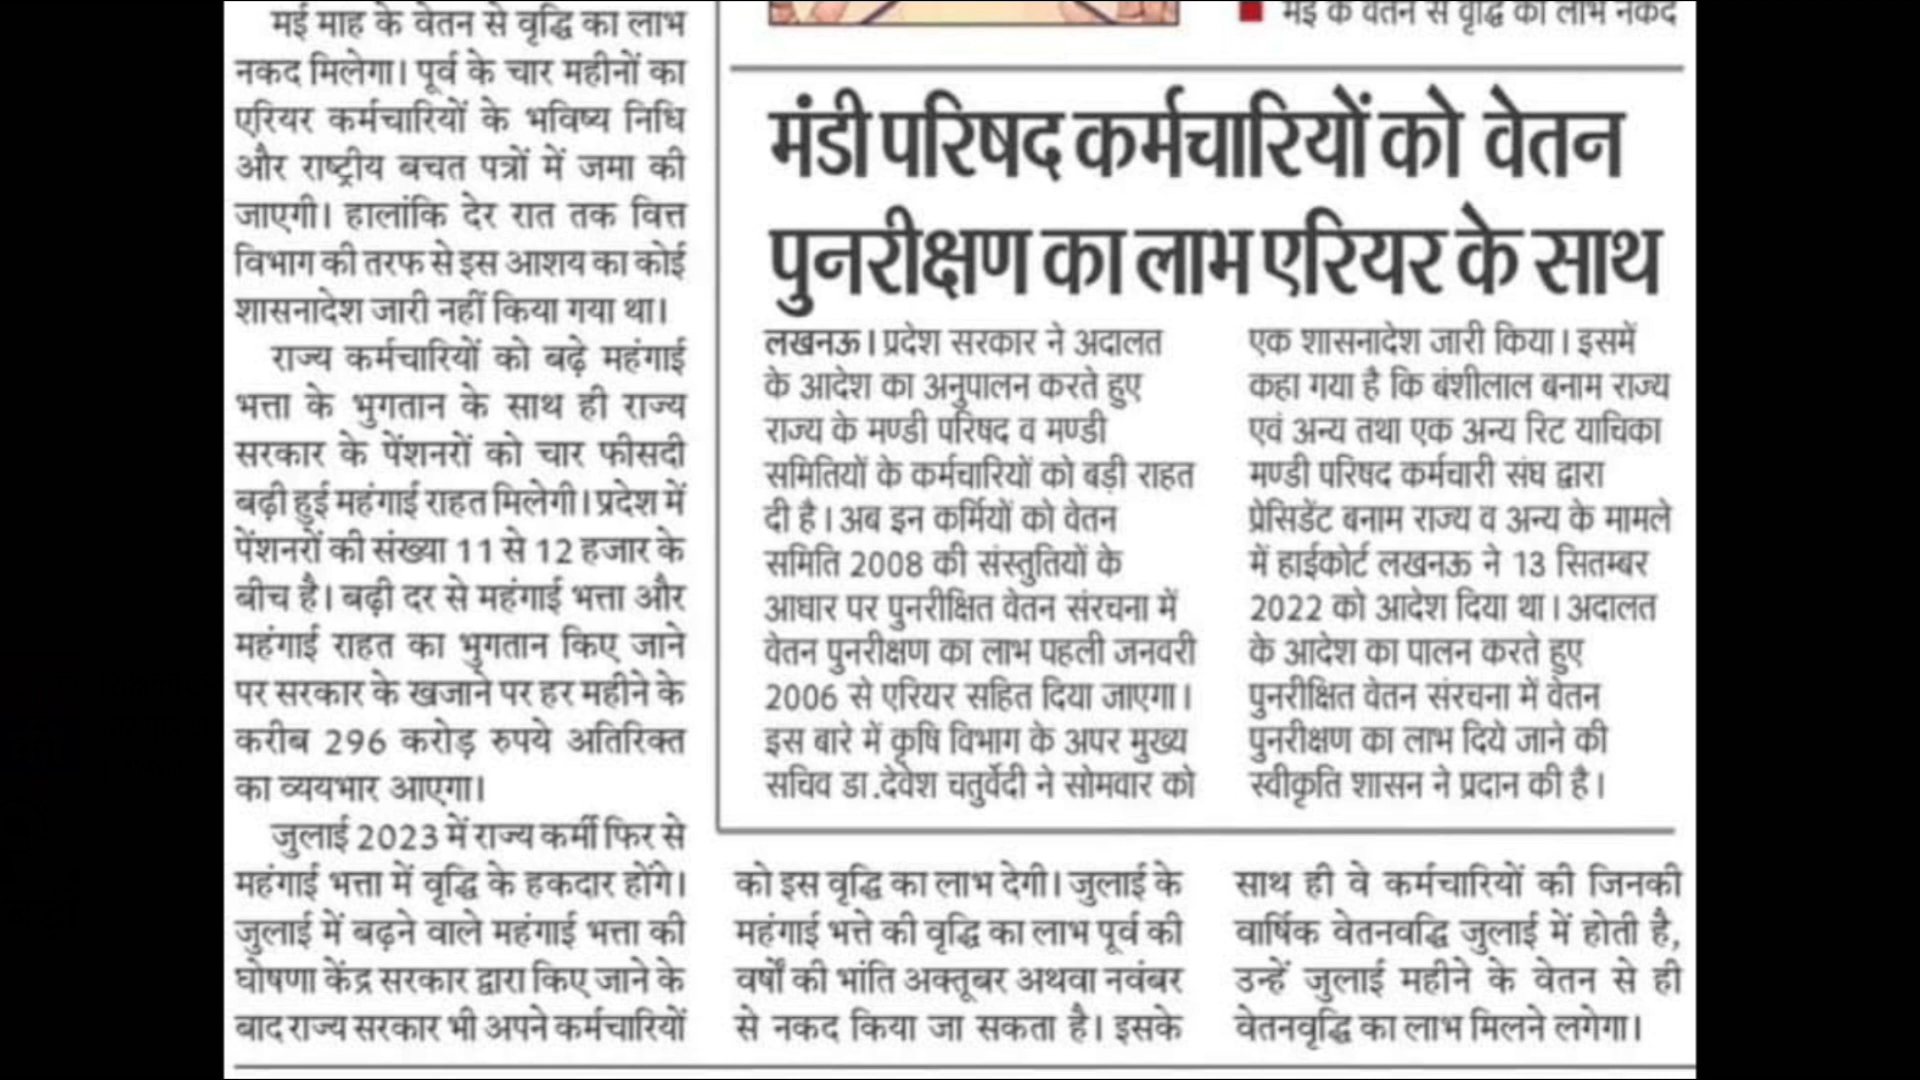 मई माह के वेतन से वृद्धि का लाभ
नकद मिलेगा। पूर्व के चार महीनों का
एरियर कर्मचारियों के भविष्य निधि
और राष्ट्रीय बचत पत्रों में जमा की
जाएगी। हालांकि देर रात तक वित्त
विभाग की तरफ से इस आशय का कोई
शासनादेश जारी नहीं किया गया था।
राज्य कर्मचारियों को बढ़े महंगाई
भत्ता के भुगतान के साथ ही राज्य
सरकार के पेंशनरों को चार फीसदी
बढ़ी हुई महंगाई राहत मिलेगी। प्रदेश में
पेंशनरों की संख्या 11 से 12 हजार के
बीच है। बढ़ी दर से महंगाई भत्ता और
महंगाई राहत का भुगतान किए जाने
पर सरकार के खजाने पर हर महीने के
करीब 296 करोड़ रुपये अतिरिक्त
का व्ययभार आएगा।
जुलाई 2023 में राज्य कर्मी फिर से
महंगाई भत्ता में वृद्धि के हकदार होंगे।
जुलाई में बढ़ने वाले महंगाई भत्ता की
घोषणा केंद्र सरकार द्वारा किए जाने के
बाद राज्य सरकार भी अपने कर्मचारियों
मई के वेतन से वृद्धि का लाभ नकद
मंडी परिषद कर्मचारियों को वेतन
पुनरीक्षण का लाभ एरियर के साथ
लखनऊ। प्रदेश सरकार ने अदालत
के आदेश का अनुपालन करते हुए
राज्य के मण्डी परिषद व मण्डी
समितियों के कर्मचारियों को बड़ी राहत
दी है। अब इन कर्मियों को वेतन
समिति 2008 की संस्तुतियों के
आधार पर पुनरीक्षित वेतन संरचना में
वेतन पुनरीक्षण का लाभ पहली जनवरी
2006 से एरियर सहित दिया जाएगा।
इस बारे में कृषि विभाग के अपर मुख्य
सचिव डा.देवेश चतुर्वेदी ने सोमवार को
एक शासनादेश जारी किया। इसमें
कहा गया है कि बंशीलाल बनाम राज्य
एवं अन्य तथा एक अन्य रिट याचिका
मण्डी परिषद कर्मचारी संघ द्वारा
प्रेसिडेंट बनाम राज्य व अन्य के मामले
में हाईकोर्ट लखनऊ ने 13 सितम्बर
2022 को आदेश दिया था। अदालत
के आदेश का पालन करते हुए
पुनरीक्षित वेतन संरचना में वेतन
पुनरीक्षण का लाभ दिये जाने की
स्वीकृति शासन ने प्रदान की है।
को इस वृद्धि का लाभ देगी। जुलाई के
महंगाई भत्ते की वृद्धि का लाभ पूर्व की
वर्षों की भांति अक्तूबर अथवा नवंबर
से नकद किया जा सकता है। इसके
साथ ही वे कर्मचारियों की जिनकी
वार्षिक वेतनवद्धि जुलाई में होती है,
उन्हें जुलाई महीने के वेतन से ही
वेतनवृद्धि का लाभ मिलने लगेगा।